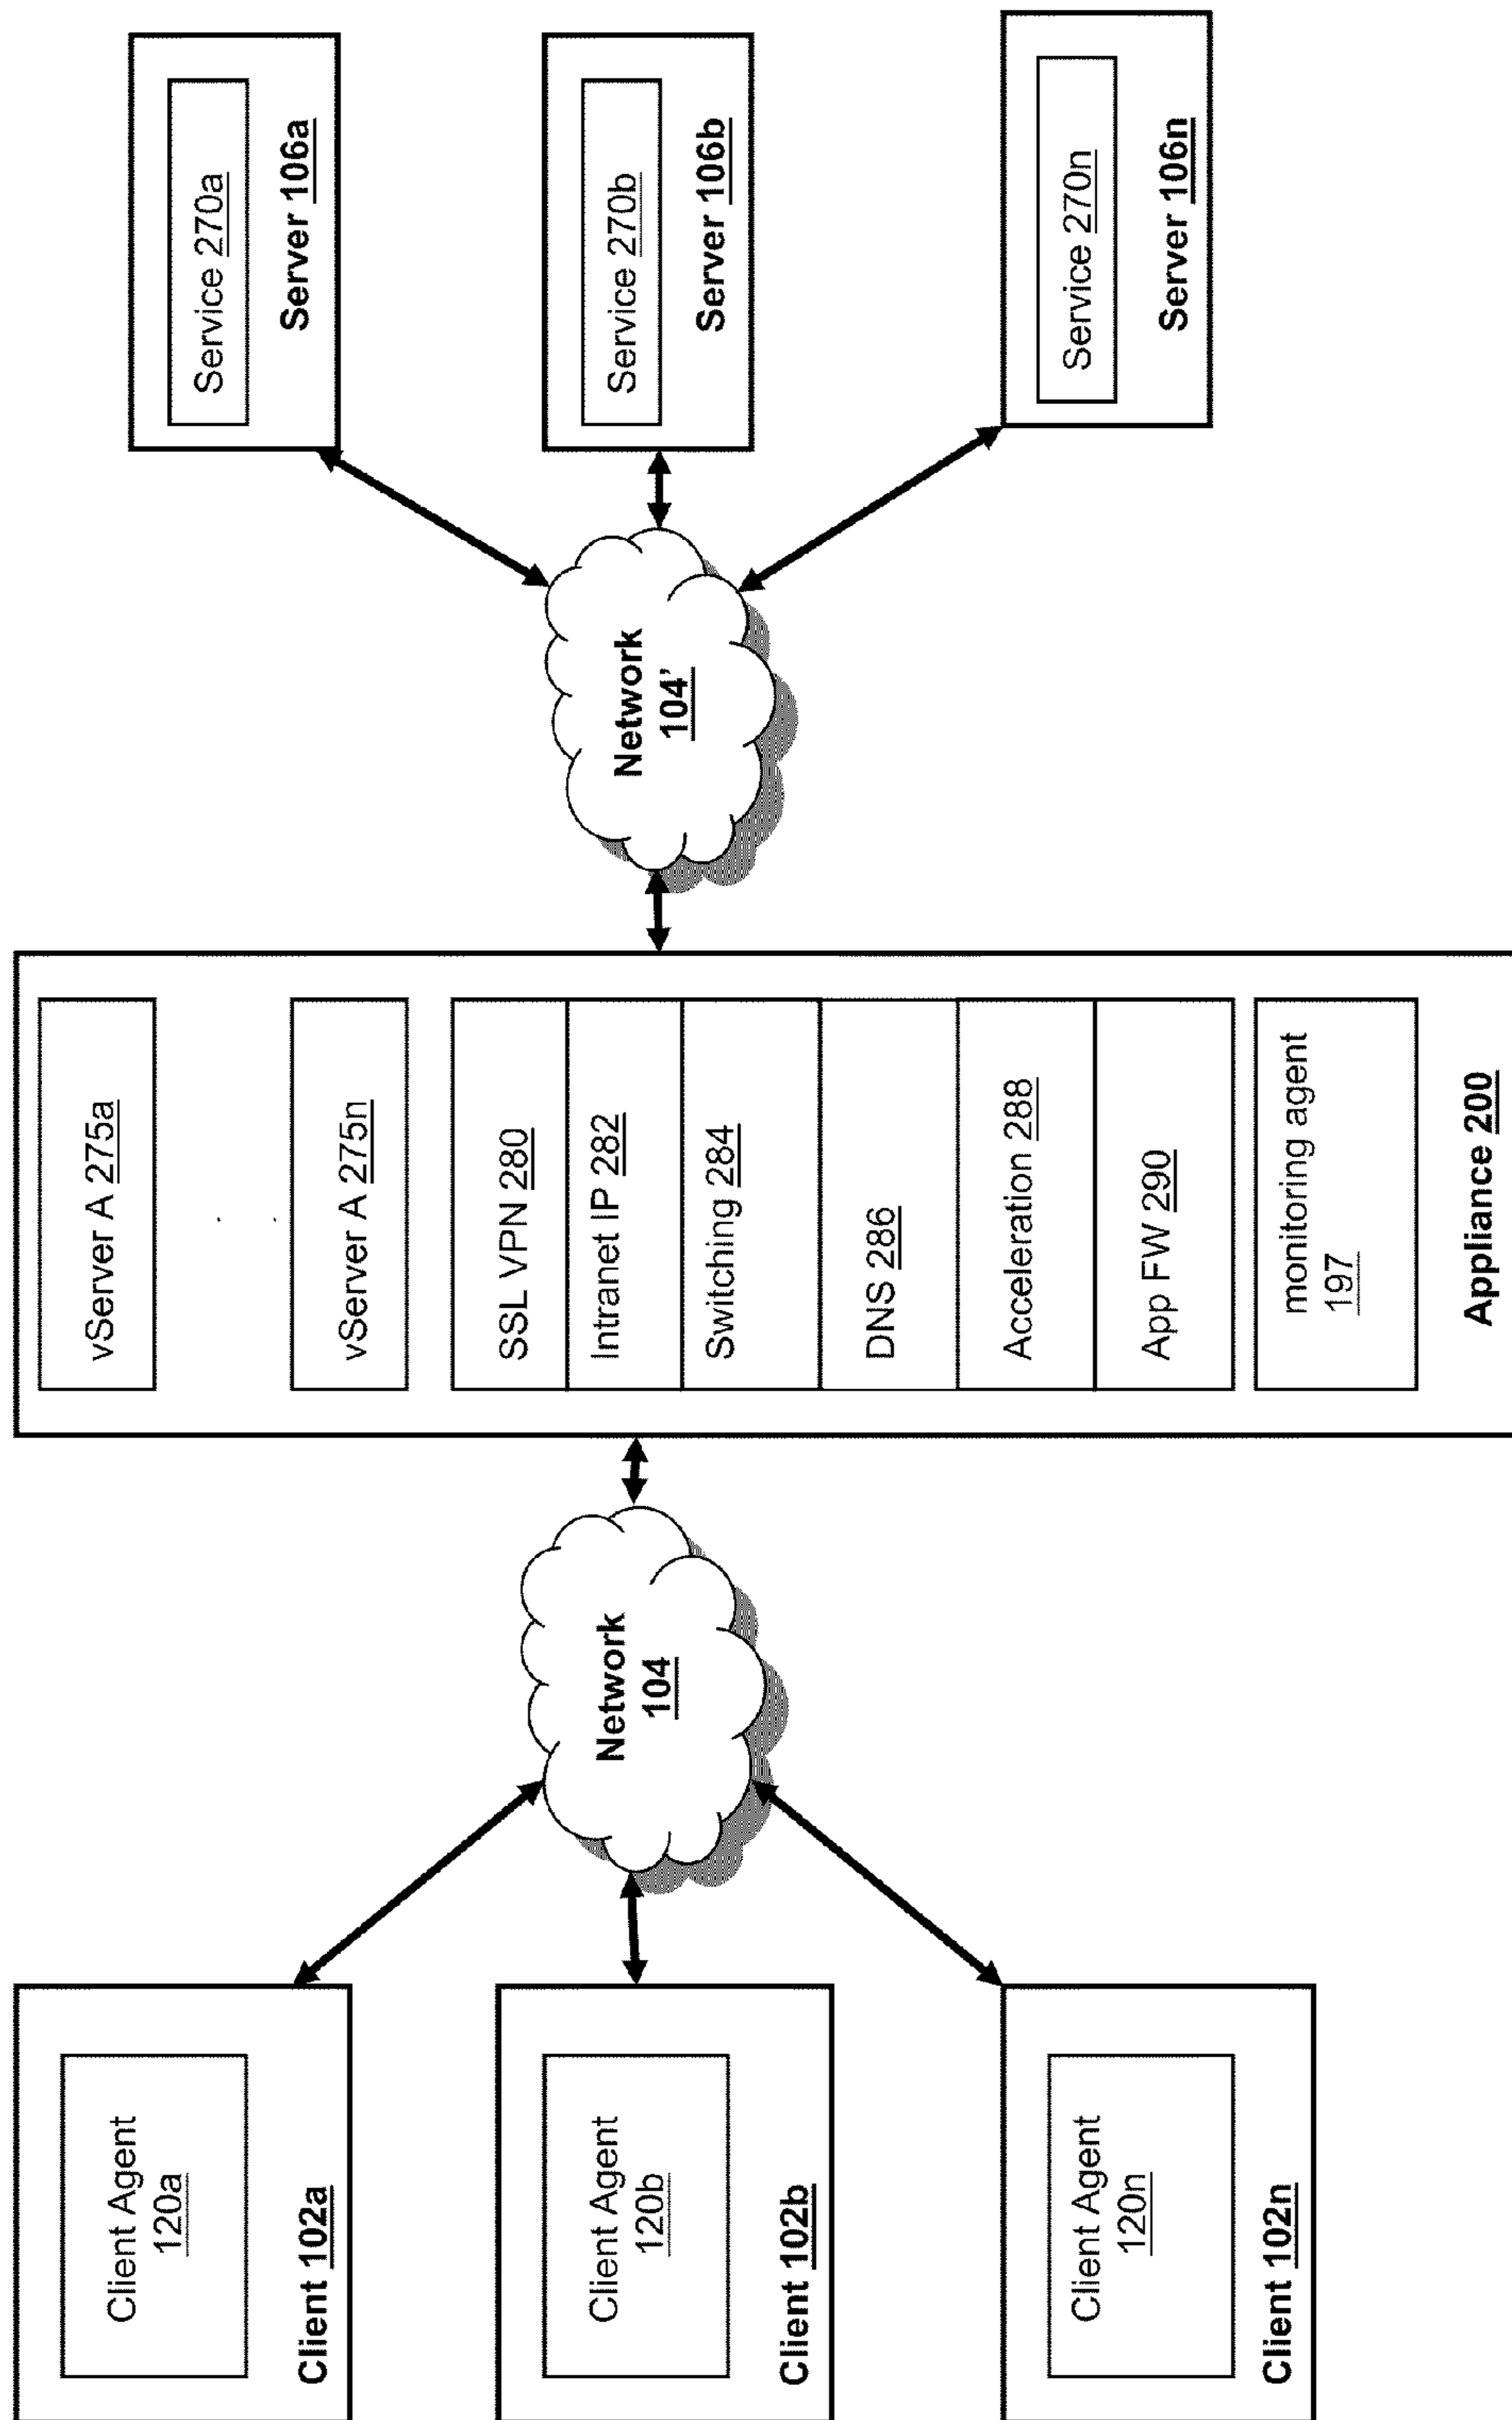 Client Agent
120a
Client 102a
Client Agent
120b
Client 102b
Client Agent
120n
Client 102n
Network
104
vServer A 275a
vServer A 275n
SSL VPN 280
Intranet IP 282
Switching 284
DNS 286
Acceleration 288
App FW 290
monitoring agent
197
Appliance 200
Network
104'
Service 270a
Server 106a
Service 270b
Server 106b
Service 270n
Server 106n